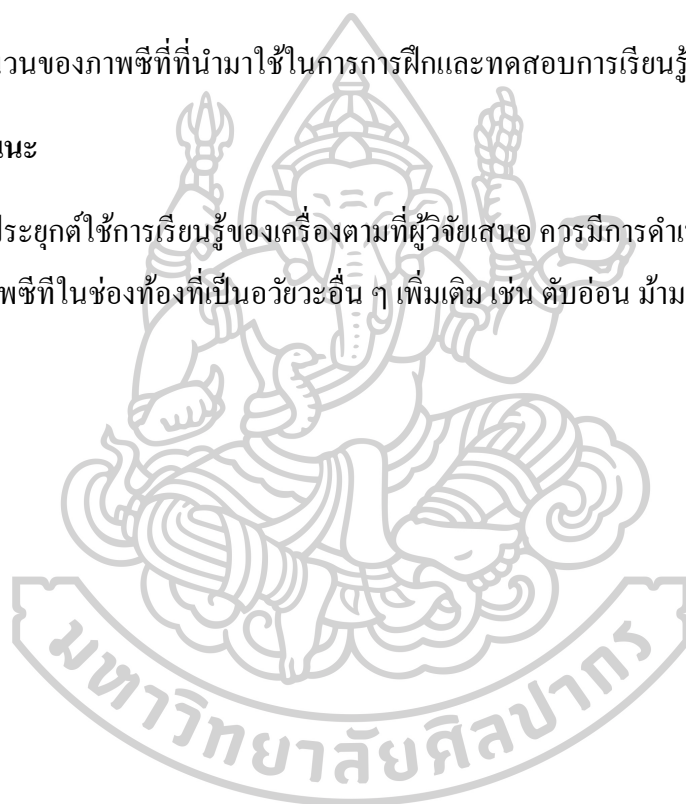 วนของภาพซีทีที่นำมาใช้ในการการฝึกและทดสอบการเรียนรู้
นะ
ประยุกต์ใช้การเรียนรู้ของเครื่องตามที่ผู้วิจัยเสนอ ควรมีการดำเ
พซีทีในช่องท้องที่เป็นอวัยวะอื่น ๆ เพิ่มเติม เช่น ตับอ่อน ม้าม
มหาวิทยาลัยศิลปากร